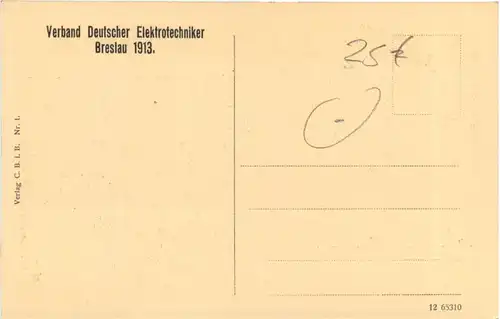 Verband Deutscher Elektrotechniker
Breslau 1913.
25€
-
Verlag C. B. i. B. Nr. 1.
12 65310